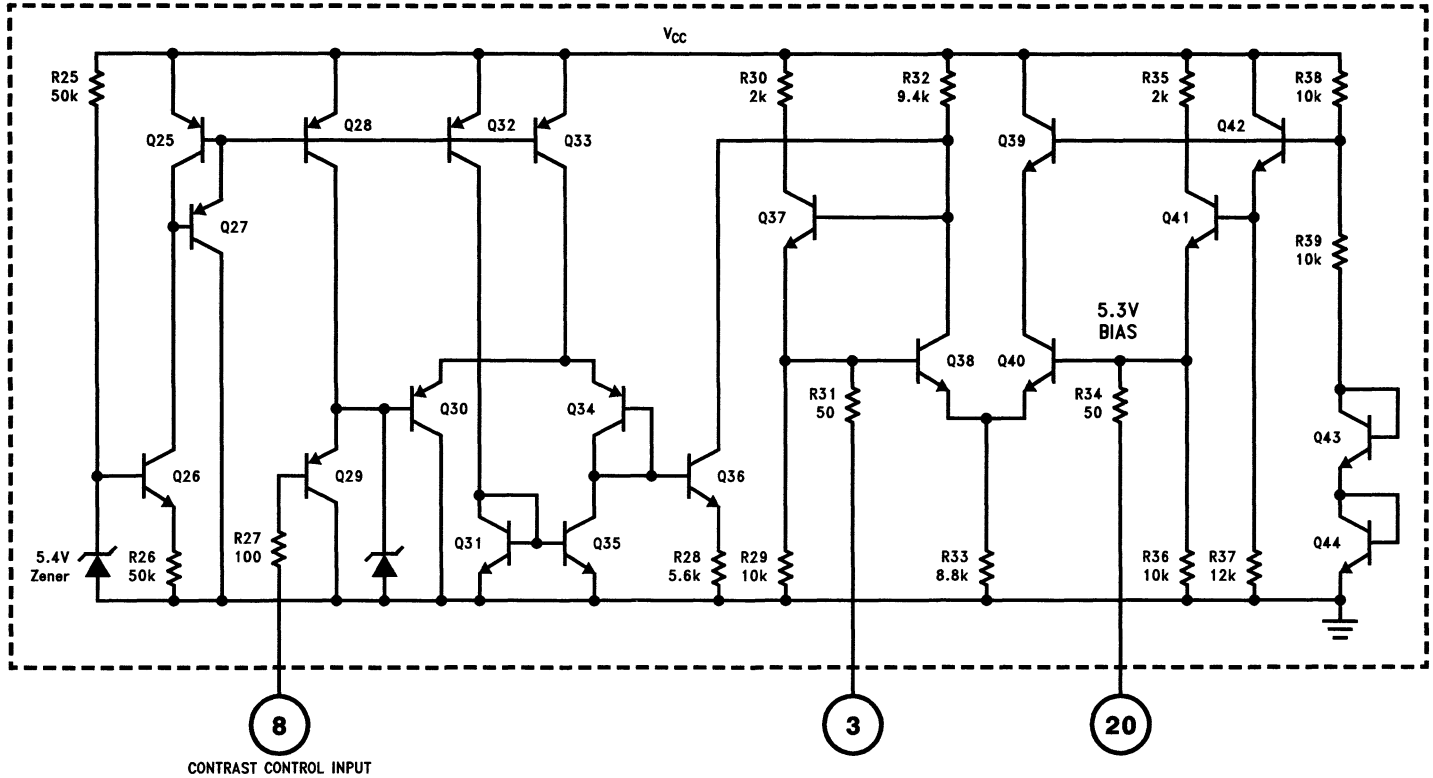 VCC
R25
50k
R30
2k
R32
9.4k
R35
2k
R38
10k
Q25
Q28
Q32
Q33
Q39
Q42
Q27
Q37
Q41
R39
10k
5.3V
BIAS
Q30
Q34
Q38
Q40
R31
50
R34
50
Q43
Q26
Q29
Q36
5.4V
Zener
R26
50k
R27
100
Q31
Q35
R28
5.6k
R29
10k
R33
8.8k
R36
10k
R37
12k
Q44
8
3
20
CONTRAST CONTROL INPUT